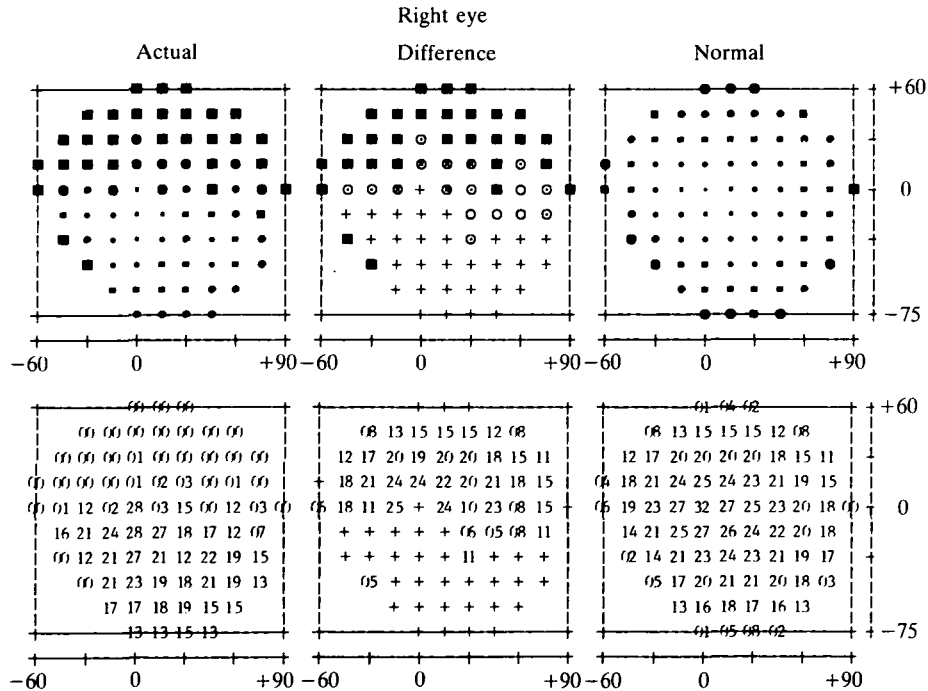 Right eye
Actual Difference Normal
+60
0
−75
−60 0 +90 −60 0 +90 −60 0 +90
00 00 00 01 04 02 +60
00 00 00 00 00 00 00 08 13 15 15 15 12 08 08 13 15 15 15 12 08
00 00 00 01 00 00 00 00 00 12 17 20 19 20 20 18 15 11 12 17 20 20 20 20 18 15 11
00 00 00 00 01 02 03 00 01 00 + 18 21 24 24 22 20 21 18 15 04 18 21 24 25 24 23 21 19 15
00 01 12 02 28 03 15 00 12 03 00 06 18 11 25 + 24 10 23 08 15 + 06 19 23 27 32 27 25 23 20 18 00 0
16 21 24 28 27 18 17 12 07 + + + + + 06 05 08 11 14 21 25 27 26 24 22 20 18
00 12 21 27 21 12 22 19 15 + + + + + 11 + + + 02 14 21 23 24 23 21 19 17
00 21 23 19 18 21 19 13 05 + + + + + + + 05 17 20 21 21 20 18 03
17 17 18 19 15 15 + + + + + + 13 16 18 17 16 13
13 13 15 13 01 05 08 02 −75
−60 0 +90 −60 0 +90 −60 0 +90